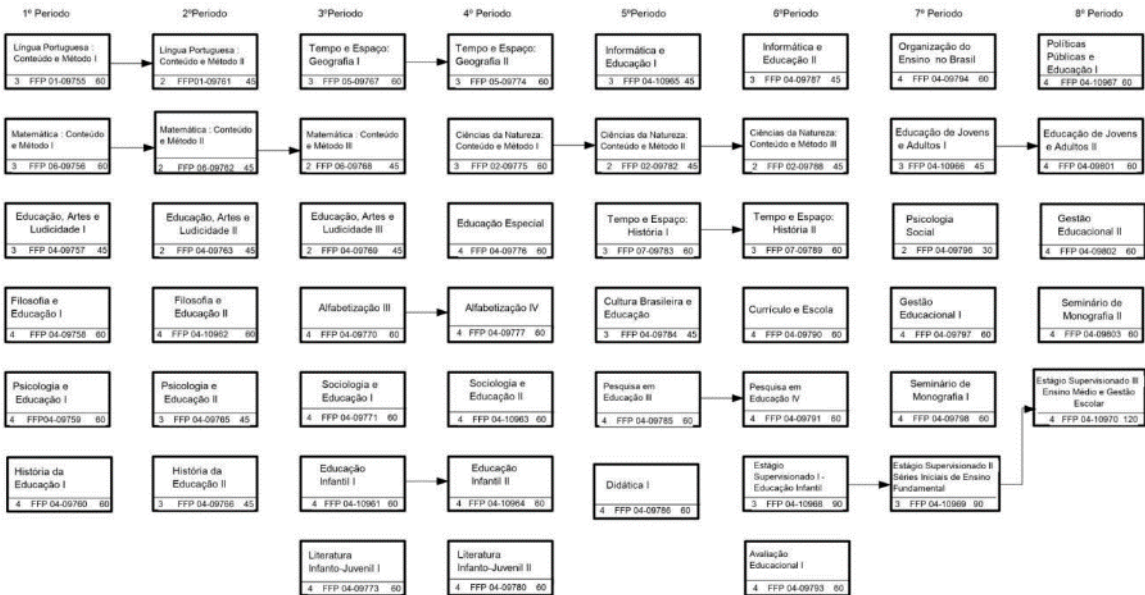 1º Periodo
2ºPeriodo
3ºPeriodo
4º Periodo
5ºPeriodo
6ºPeriodo
7º Periodo
8ºPeriodo
Língua Portuguesa :
Conteúdo e Método I
3 FFP 01-09755 60
Língua Portuguesa :
Conteúdo e Método II
2 FFP01-09761 45
Tempo e Espaço:
Geografia I
3 FFP 05-09767 60
Tempo e Espaço:
Geografia II
3 FFP 05-09774 60
Informática e
Educação I
3 FFP 04-10965 45
Informática e
Educação II
3 FFP 04-09787 45
Organização do
Ensino no Brasil
4 FFP 04-09794 60
Políticas
Públicas e
Educação I
4 FFP 04-10967 60
Matemática : Conteúdo
e Método I
3 FFP 06-09756 60
Matemática : Conteúdo
e Método II
2 FFP 06-09762 45
Matemática : Conteúdo
e Método III
2 FFP 06-09768 45
Ciências da Natureza:
Conteúdo e Método I
3 FFP 02-09775 60
Ciências da Natureza:
Conteúdo e Método II
2 FFP 02-09782 45
Ciência da Natureza:
Conteúdo e Método III
2 FFP 02-09788 45
Educação de Jovens
e Adultos I
3 FFP 04-10966 45
Educação de Jovens
e Adultos II
4 FFP 04-09801 60
Educação, Artes e
Ludicidade I
3 FFP 04-09757 45
Educação, Artes e
Ludicidade II
2 FFP 04-09763 45
Educação, Artes e
Ludicidade III
2 FFP 04-09769 45
Educação Especial
4 FFP 04-09776 60
Tempo e Espaço:
História I
3 FFP 07-09783 60
Tempo e Espaço:
História II
3 FFP 07-09789 60
Psicologia
Social
2 FFP 04-09796 30
Gestão
Educacional II
4 FFP 04-09802 60
Filosofia e
Educação I
4 FFP 04-09758 60
Filosofia e
Educação II
4 FFP 04-10962 60
Alfabetização III
4 FFP 04-09770 60
Alfabetização IV
4 FFP 04-09777 60
Cultura Brasileira e
Educação
3 FFP 04-09784 45
Currículo e Escola
4 FFP 04-09790 60
Gestão
Educacional I
4 FFP 04-09797 60
Seminário de
Monografia II
4 FFP 04-09803 60
Psicologia e
Educação I
4 FFP04-09759 60
Psicologia e
Educação II
3 FFP 04-09765 45
Sociologia e
Educação I
4 FFP 04-09771 60
Sociologia e
Educação II
4 FFP 04-10963 60
Pesquisa em
Educação III
4 FFP 04-09785 60
Pesquisa em
Educação IV
4 FFP 04-09791 60
Seminário de
Monografia I
4 FFP 04-09798 60
Estágio Supervisionado III
Ensino Médio e Gestão
Escolar
4 FFP 04-10970 120
História da
Educação I
4 FFP 04-09760 60
História da
Educação II
3 FFP 04-09766 45
Educação
Infantil I
4 FFP 04-10961 60
Educação
Infantil II
4 FFP 04-10964 60
Didática I
4 FFP 04-09786 60
Estágio
Supervisionado I -
Educação Infantil
3 FFP 04-10968 90
Estágio Supervisionado II
Séries Iniciais de Ensino
Fundamental
3 FFP 04-10969 90
Literatura
Infanto-Juvenil I
4 FFP 04-09773 60
Literatura
Infanto-Juvenil II
4 FFP 04-09780 60
Avaliação
Educacional I
4 FFP 04-09793 60